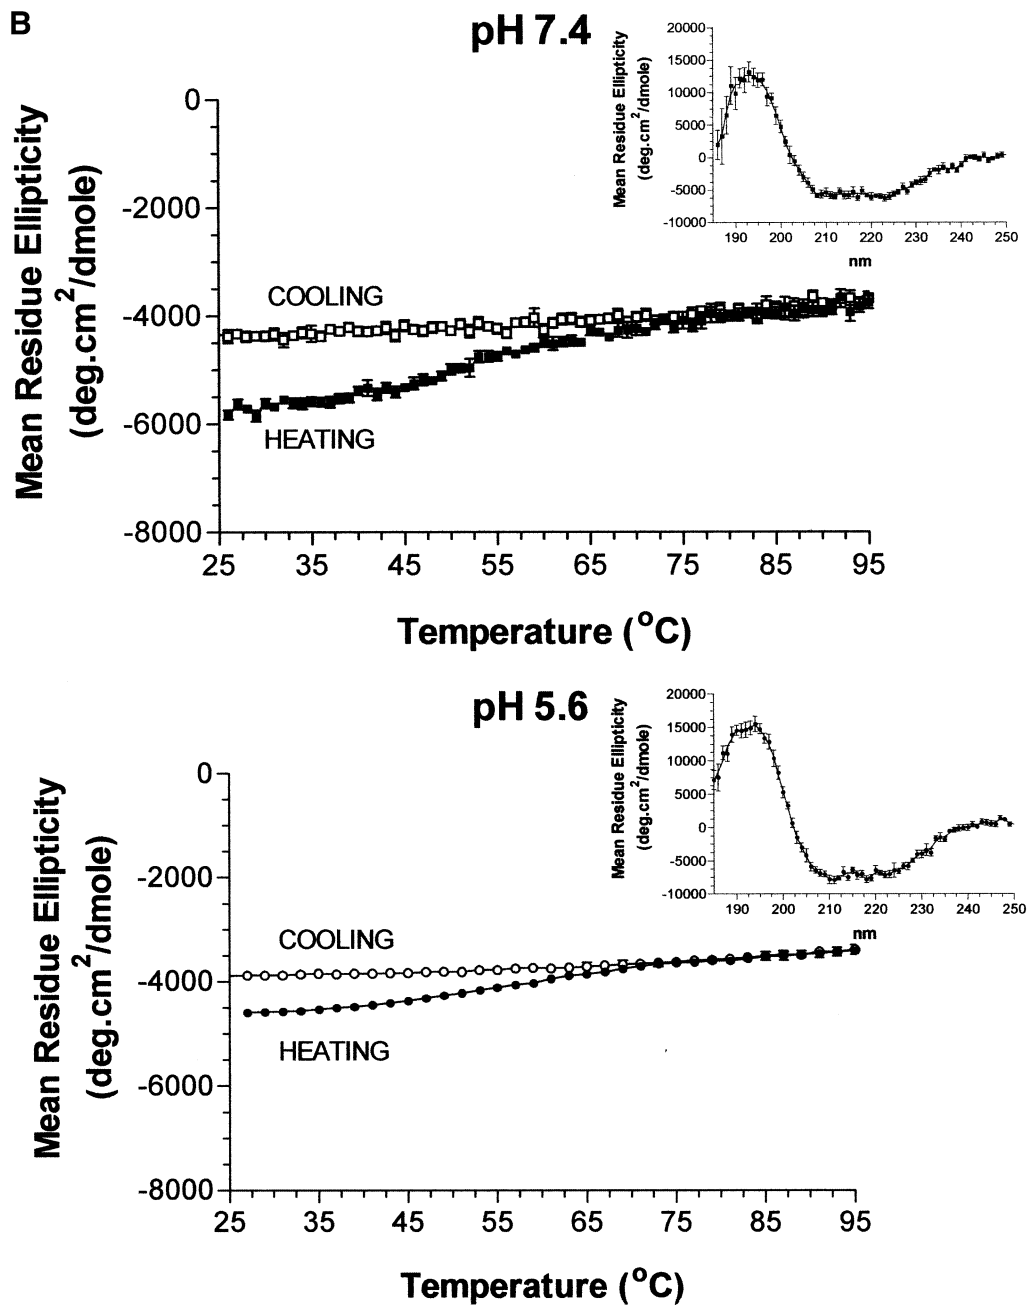 B
pH 7.4
Mean Residue Ellipticity
(deg.cm2/dmole)
0
-2000
-4000
-6000
-8000
COOLING
HEATING
25 35 45 55 65 75 85 95
Temperature (oC)
Mean Residue Ellipticity
(deg.cm2/dmole)
20000
15000
10000
5000
0
-5000
-10000
190 200 210 220 230 240 250
nm
pH 5.6
Mean Residue Ellipticity
(deg.cm2/dmole)
0
-2000
-4000
-6000
-8000
COOLING
HEATING
25 35 45 55 65 75 85 95
Temperature (oC)
Mean Residue Ellipticity
(deg.cm2/dmole)
20000
15000
10000
5000
0
-5000
-10000
190 200 210 220 230 240 250
nm